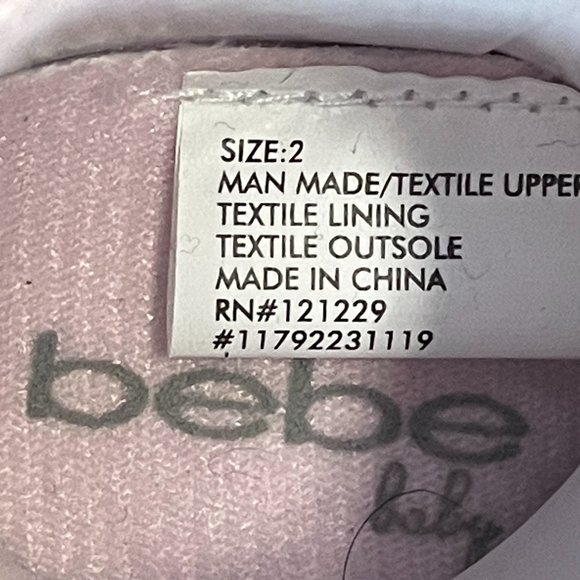 SIZE:2
MAN MADE/TEXTILE UPPER
TEXTILE LINING
TEXTILE OUTSOLE
MADE IN CHINA
RN#121229
#11792231119
bebe
baby